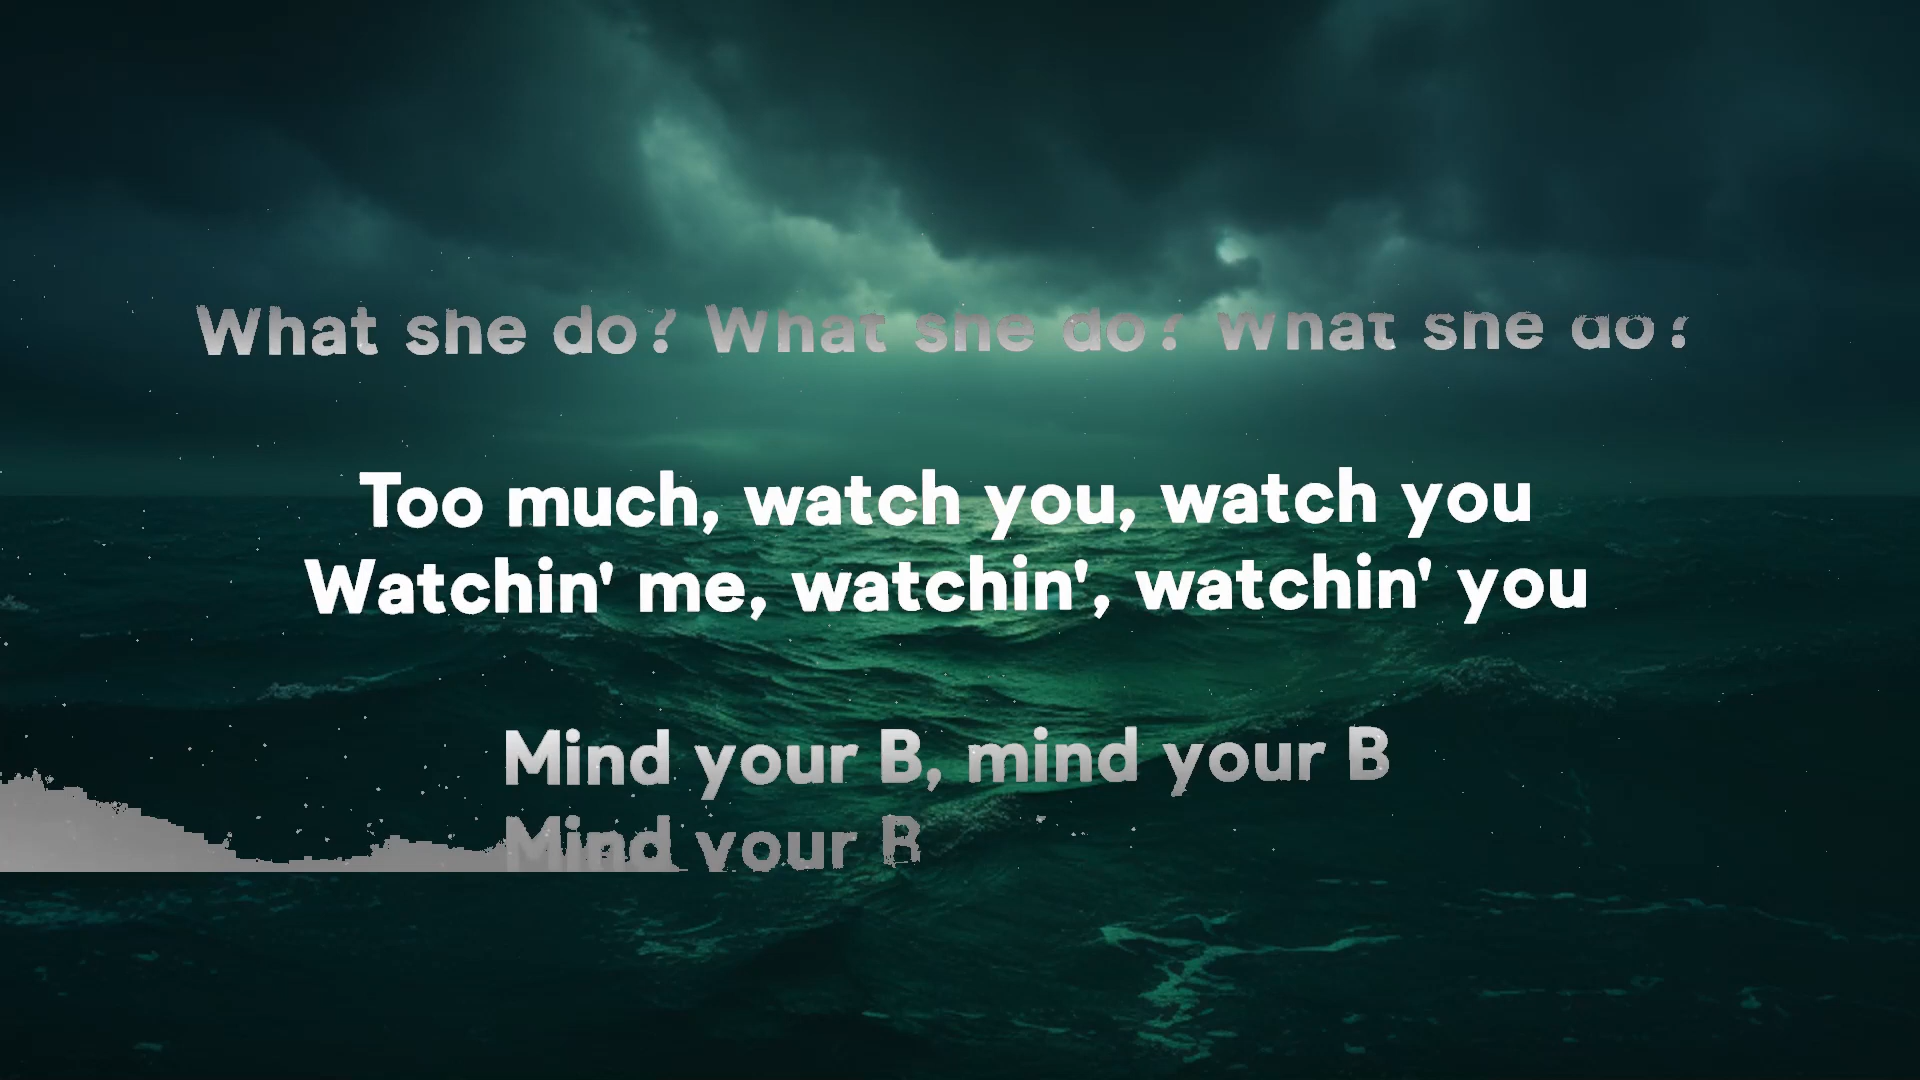 What she do? What she do? What she do?
Too much, watch you, watch you
Watchin' me, watchin', watchin' you
Mind your B, mind your B
Mind your B